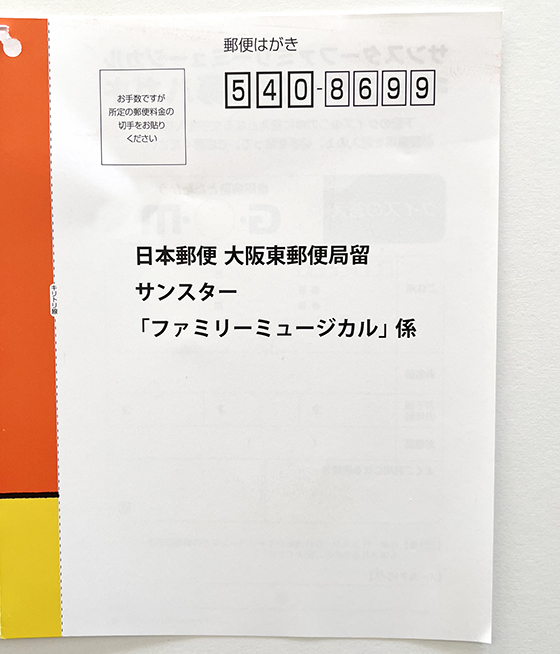 郵便はがき
540-8699
お手数ですが
所定の郵便料金の
切手をお貼り
ください
日本郵便 大阪東郵便局留
サンスター
「ファミリーミュージカル」係
キリトリ線